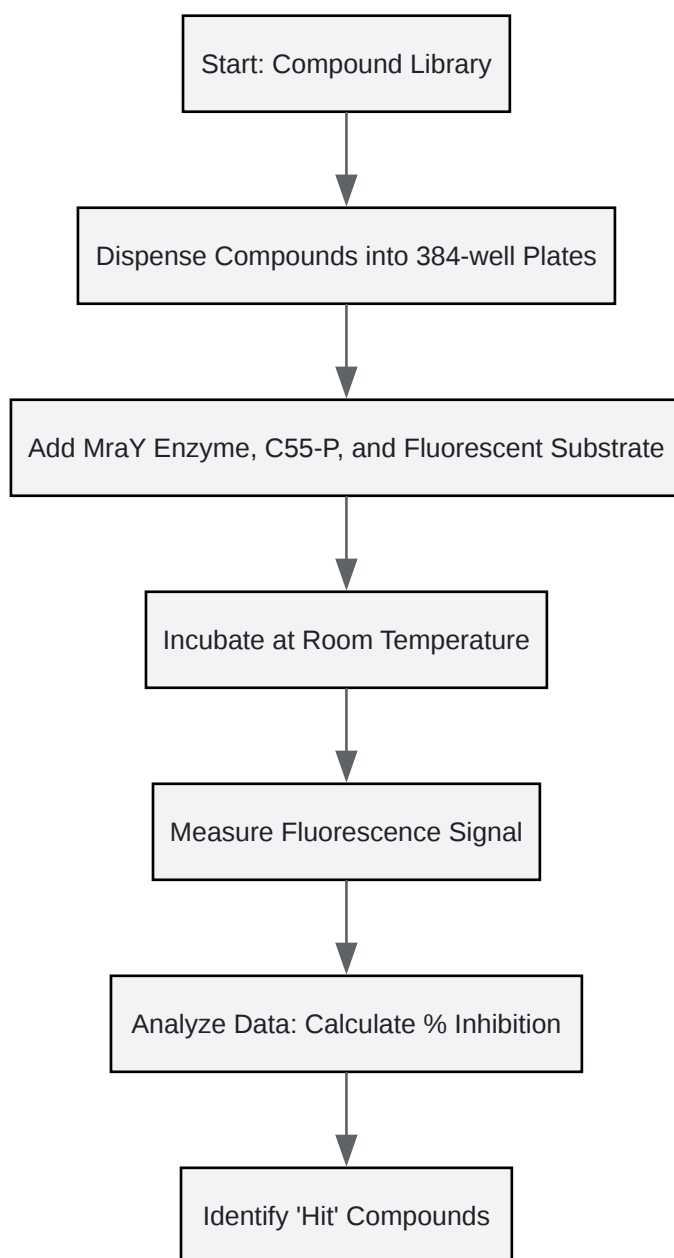 Start: Compound Library
Dispense Compounds into 384-well Plates
Add MraY Enzyme, C55-P, and Fluorescent Substrate
Incubate at Room Temperature
Measure Fluorescence Signal
Analyze Data: Calculate % Inhibition
Identify 'Hit' Compounds